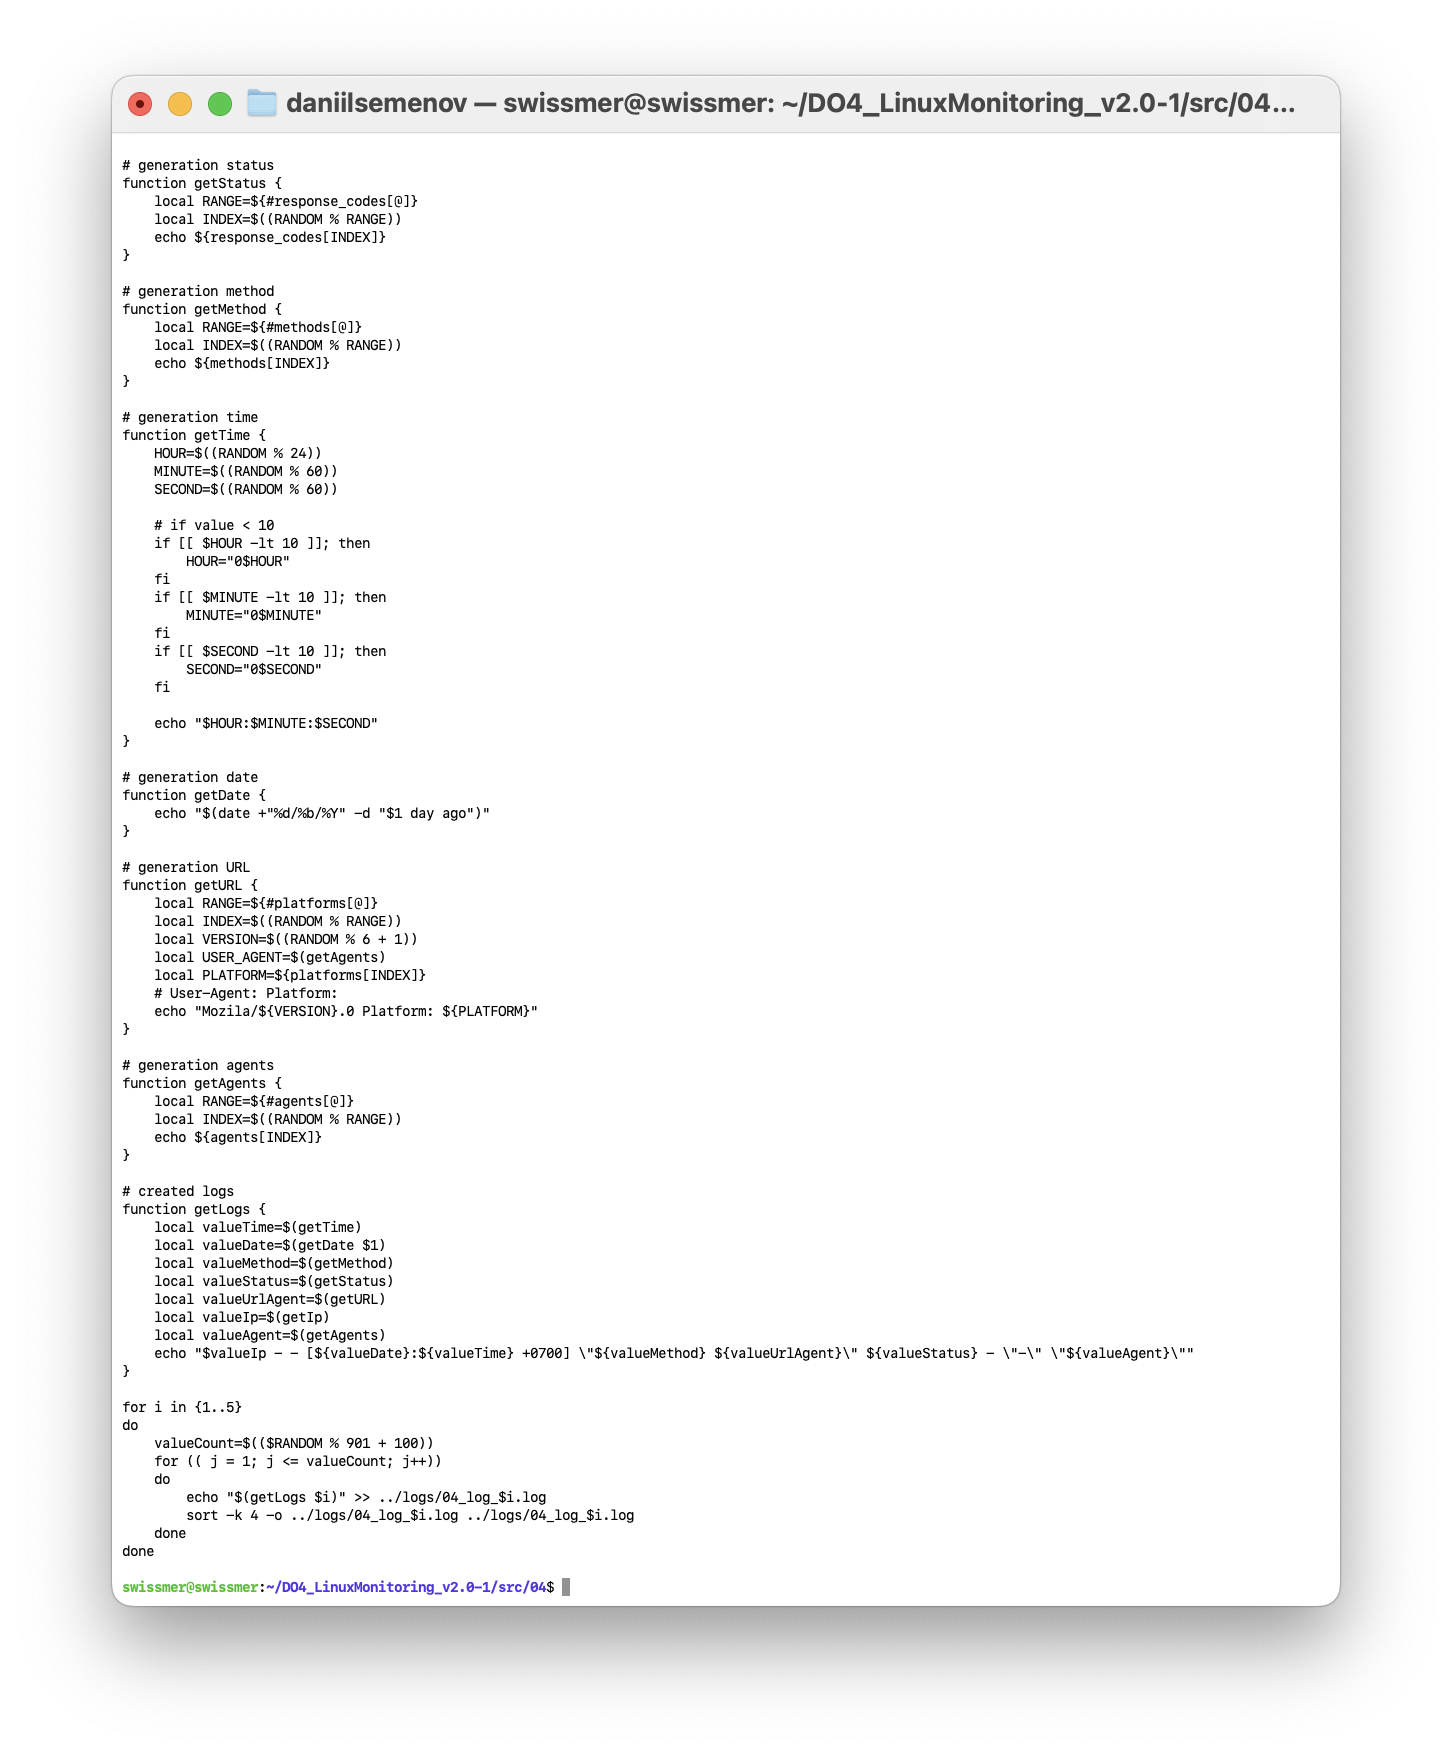 daniilsemenov — swissmer@swissmer: ~/DO4_LinuxMonitoring_v2.0-1/src/04...
# generation status
function getStatus {
    local RANGE=${#response_codes[@]}
    local INDEX=$((RANDOM % RANGE))
    echo ${response_codes[INDEX]}
}

# generation method
function getMethod {
    local RANGE=${#methods[@]}
    local INDEX=$((RANDOM % RANGE))
    echo ${methods[INDEX]}
}

# generation time
function getTime {
    HOUR=$((RANDOM % 24))
    MINUTE=$((RANDOM % 60))
    SECOND=$((RANDOM % 60))

    # if value < 10
    if [[ $HOUR -lt 10 ]]; then
        HOUR="0$HOUR"
    fi
    if [[ $MINUTE -lt 10 ]]; then
        MINUTE="0$MINUTE"
    fi
    if [[ $SECOND -lt 10 ]]; then
        SECOND="0$SECOND"
    fi

    echo "$HOUR:$MINUTE:$SECOND"
}

# generation date
function getDate {
    echo "$(date +"%d/%b/%Y" -d "$1 day ago")"
}

# generation URL
function getURL {
    local RANGE=${#platforms[@]}
    local INDEX=$((RANDOM % RANGE))
    local VERSION=$((RANDOM % 6 + 1))
    local USER_AGENT=$(getAgents)
    local PLATFORM=${platforms[INDEX]}
    # User-Agent: Platform:
    echo "Mozila/${VERSION}.0 Platform: ${PLATFORM}"
}

# generation agents
function getAgents {
    local RANGE=${#agents[@]}
    local INDEX=$((RANDOM % RANGE))
    echo ${agents[INDEX]}
}

# created logs
function getLogs {
    local valueTime=$(getTime)
    local valueDate=$(getDate $1)
    local valueMethod=$(getMethod)
    local valueStatus=$(getStatus)
    local valueUrlAgent=$(getURL)
    local valueIp=$(getIp)
    local valueAgent=$(getAgents)
    echo "$valueIp - - [${valueDate}:${valueTime} +0700] \"${valueMethod} ${valueUrlAgent}\" ${valueStatus} - \"-\" \"${valueAgent}\""
}

for i in {1..5}
do
    valueCount=$(($RANDOM % 901 + 100))
    for (( j = 1; j <= valueCount; j++))
    do
        echo "$(getLogs $i)" >> ../logs/04_log_$i.log
        sort -k 4 -o ../logs/04_log_$i.log ../logs/04_log_$i.log
    done
done

swissmer@swissmer:~/DO4_LinuxMonitoring_v2.0-1/src/04$